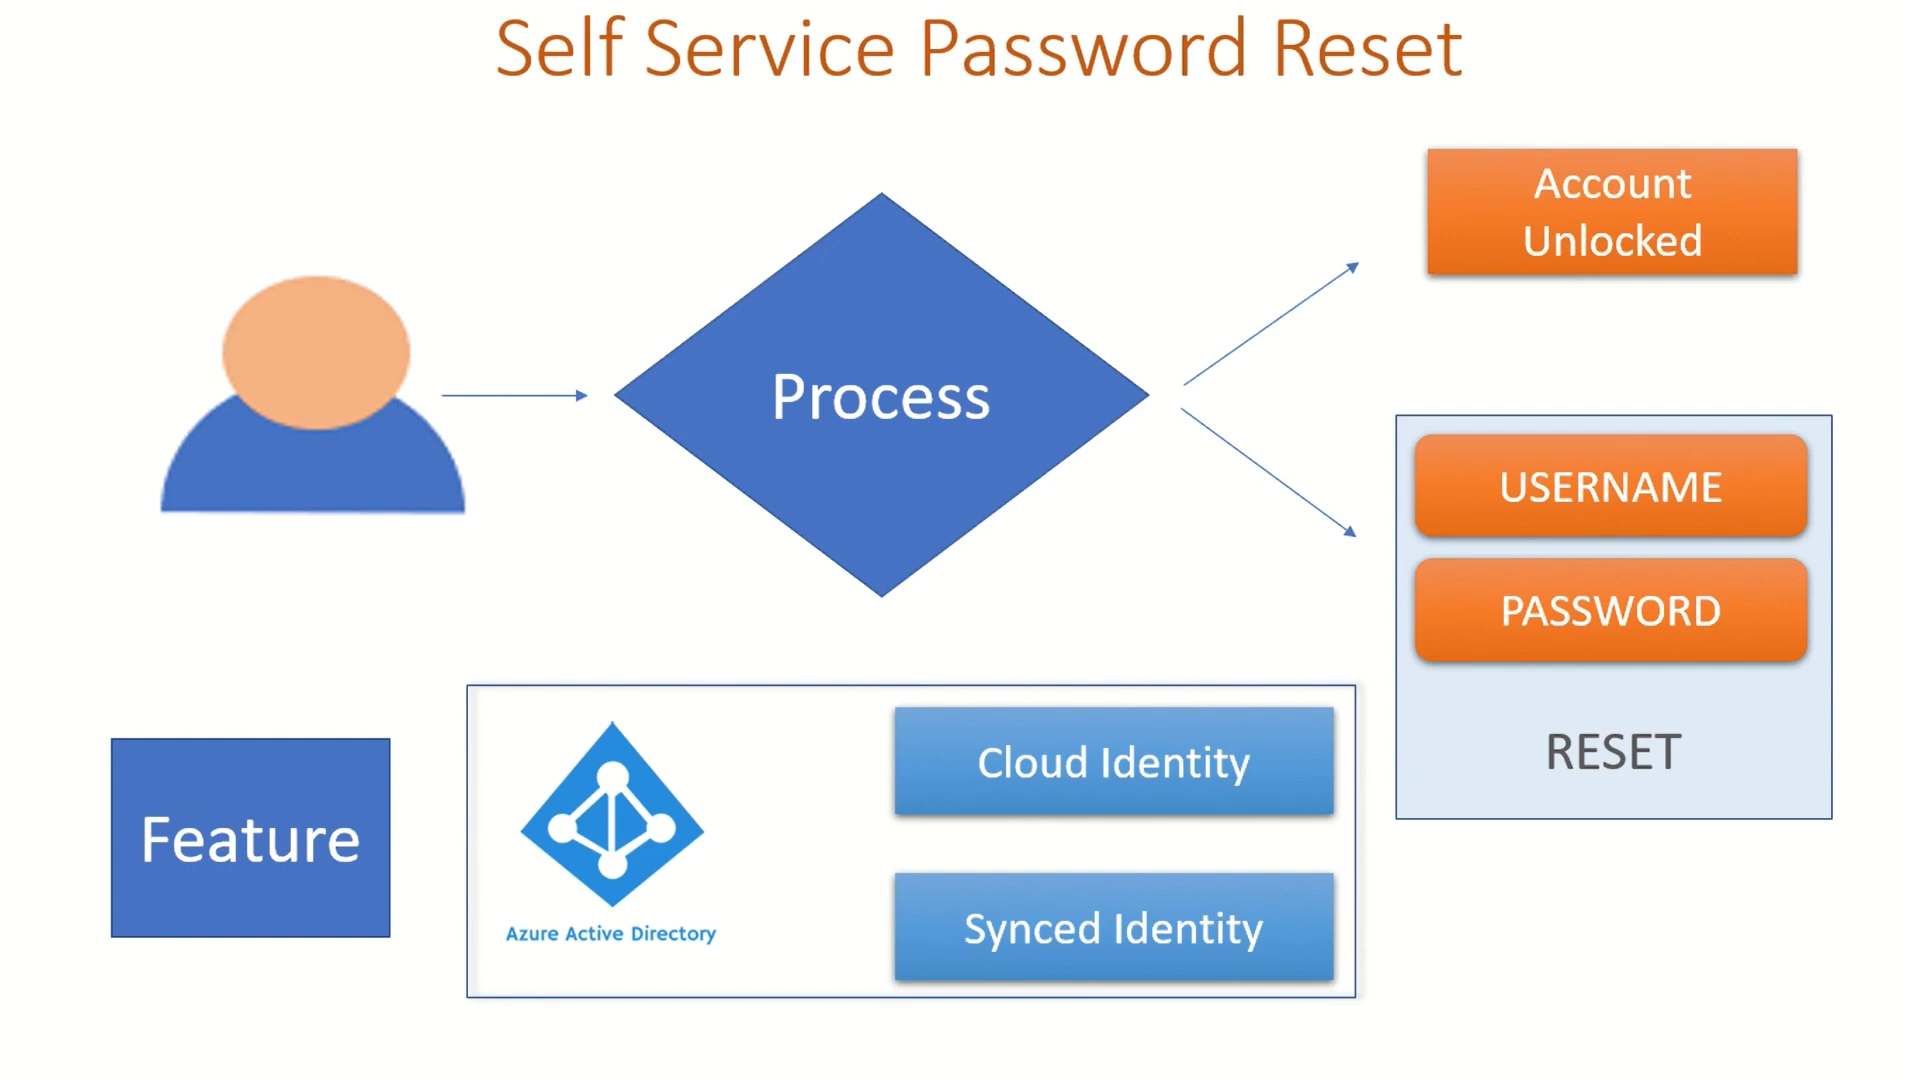 Self Service Password Reset
Account
Unlocked
Process
USERNAME
PASSWORD
RESET
Feature
Azure Active Directory
Cloud Identity
Synced Identity